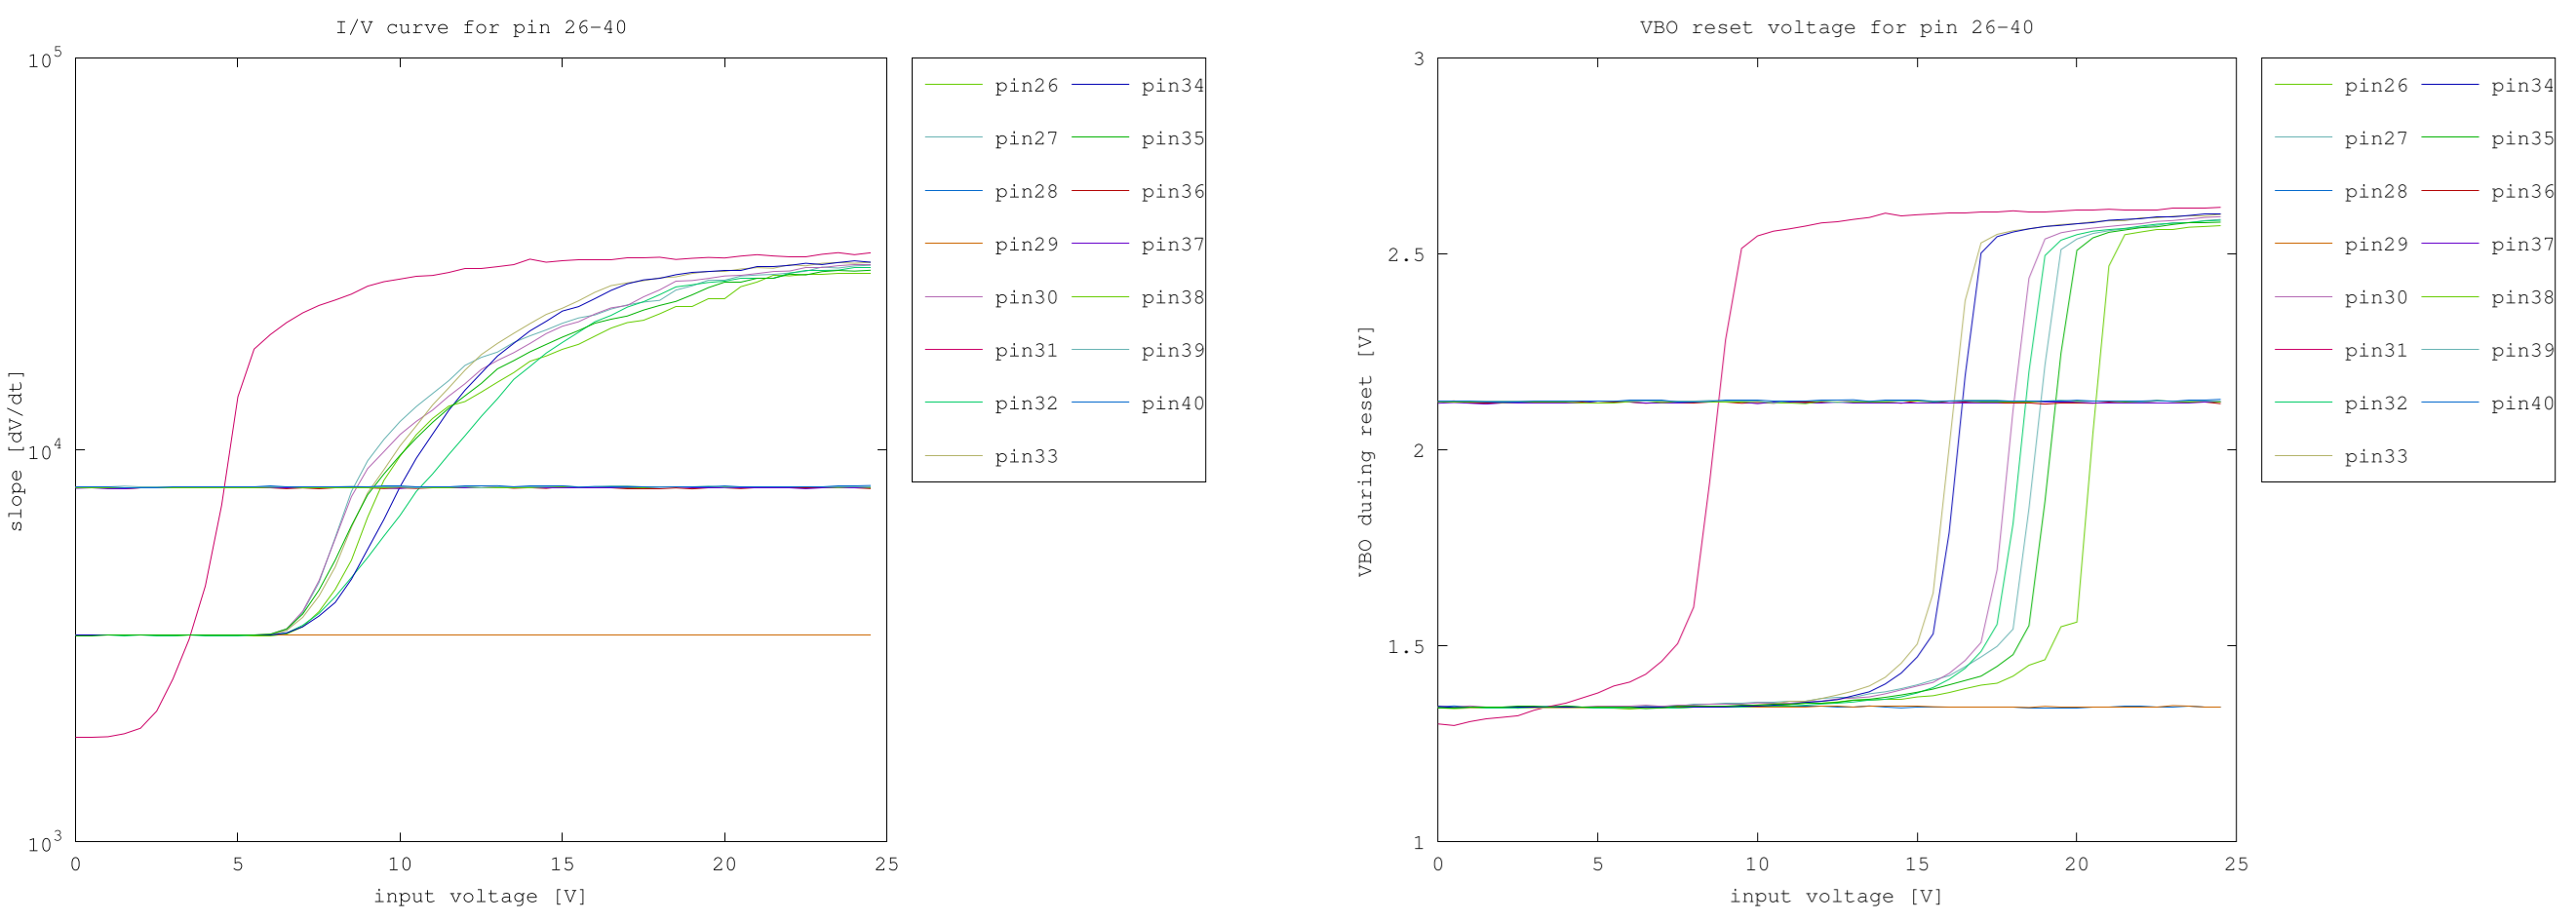 I/V curve for pin 26-40
10^5
10^4
10^3
slope [dV/dt]
0 5 10 15 20 25
input voltage [V]
pin26 pin34
pin27 pin35
pin28 pin36
pin29 pin37
pin30 pin38
pin31 pin39
pin32 pin40
pin33
VBO reset voltage for pin 26-40
3
2.5
2
1.5
1
VBO during reset [V]
0 5 10 15 20 25
input voltage [V]
pin26 pin34
pin27 pin35
pin28 pin36
pin29 pin37
pin30 pin38
pin31 pin39
pin32 pin40
pin33